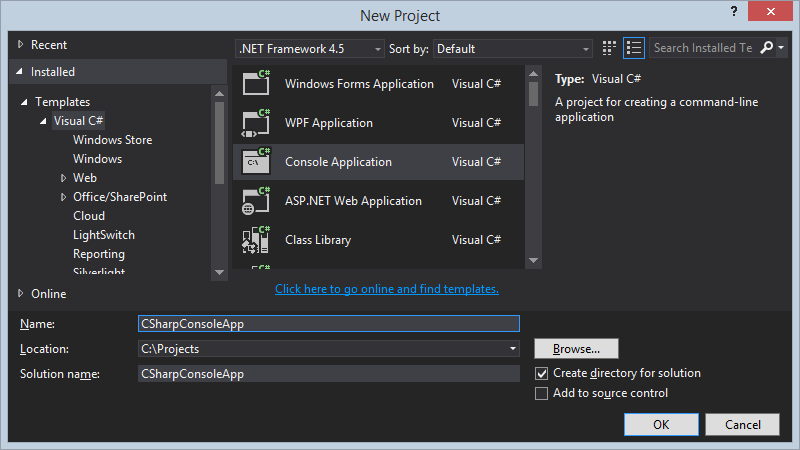 New Project
? ×
Recent
.NET Framework 4.5 Sort by: Default Search Installed Te
Installed
Templates
Visual C#
Windows Store
Windows
Web
Office/SharePoint
Cloud
LightSwitch
Reporting
Silverlight
Online
C# Windows Forms Application Visual C#
C# WPF Application Visual C#
C# C:\ Console Application Visual C#
C# ASP.NET Web Application Visual C#
C# Class Library Visual C#
C#
Click here to go online and find templates.
Type: Visual C#
A project for creating a command-line
application
Name: CSharpConsoleApp
Location: C:\Projects Browse...
Solution name: CSharpConsoleApp
Create directory for solution
Add to source control
OK Cancel